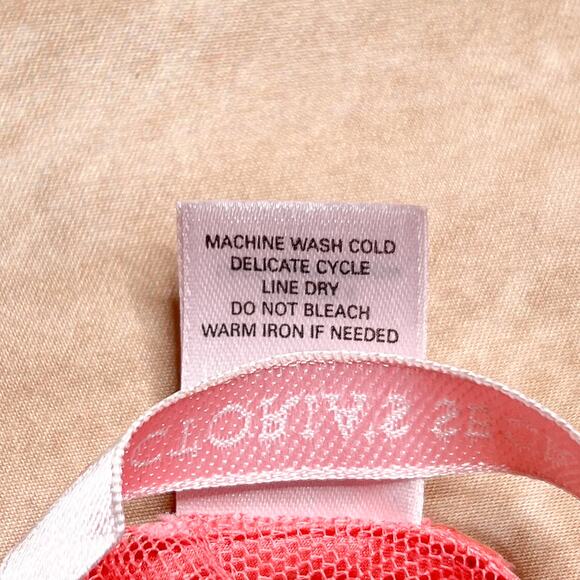 MACHINE WASH COLD
DELICATE CYCLE
LINE DRY
DO NOT BLEACH
WARM IRON IF NEEDED